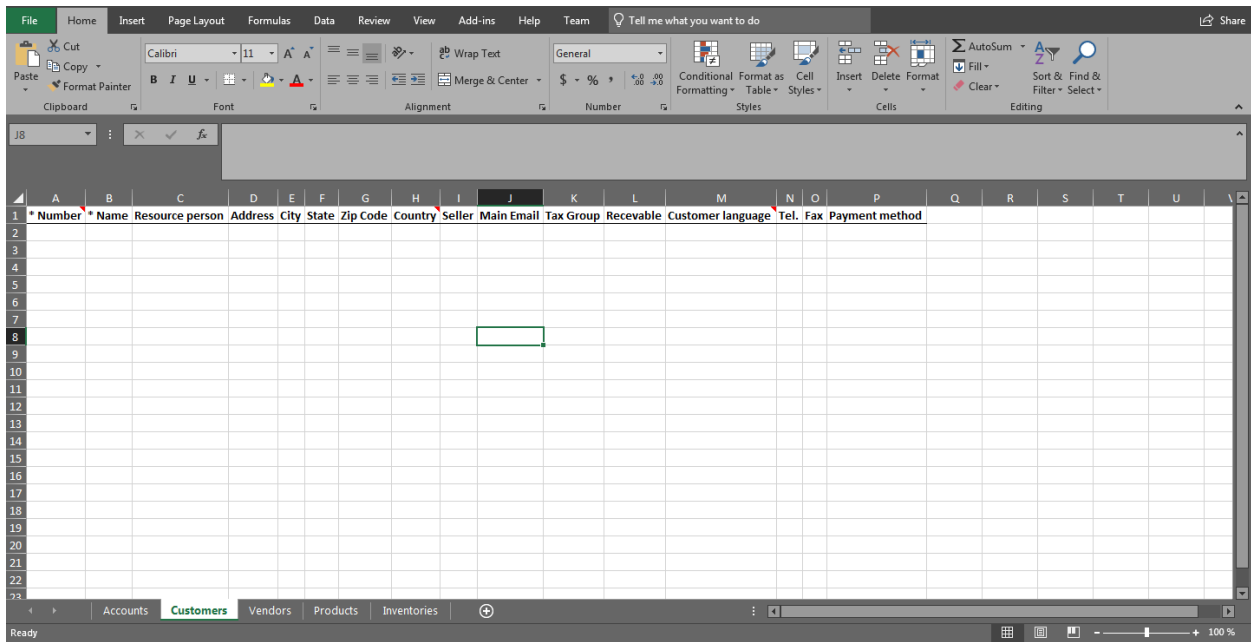 File Home Insert Page Layout Formulas Data Review View Add-ins Help Team Tell me what you want to do Share
Cut
Copy
Format Painter
Paste
Clipboard
Calibri 11 A A
B I U A
Font
ab Wrap Text
Merge & Center
Alignment
General
$ % , .00 .00
Number
Conditional Formatting Format as Table Cell Styles
Styles
Insert Delete Format
Cells
AutoSum
Fill
Clear
Sort & Filter Find & Select
Editing
J8 fx
A B C D E F G H I J K L M N O P Q R S T U
1 * Number * Name Resource person Address City State Zip Code Country Seller Main Email Tax Group Recevable Customer language Tel. Fax Payment method
2
3
4
5
6
7
8
9
10
11
12
13
14
15
16
17
18
19
20
21
22
23
Accounts Customers Vendors Products Inventories
Ready 100 %